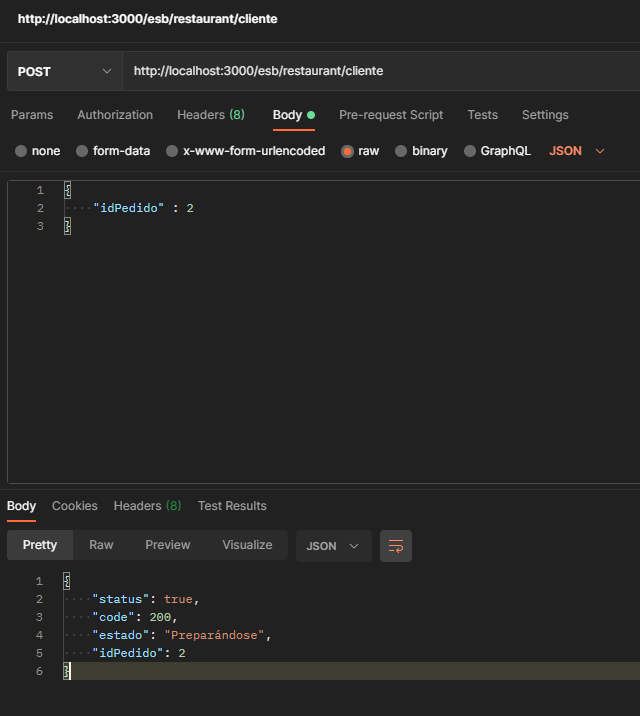 http://localhost:3000/esb/restaurant/cliente
POST http://localhost:3000/esb/restaurant/cliente
Params Authorization Headers (8) Body Pre-request Script Tests Settings
none form-data x-www-form-urlencoded raw binary GraphQL JSON
1 {
2 ····"idPedido" : 2
3 }
Body Cookies Headers (8) Test Results
Pretty Raw Preview Visualize JSON
1 {
2 ····"status": true,
3 ····"code": 200,
4 ····"estado": "Preparándose",
5 ····"idPedido": 2
6 }